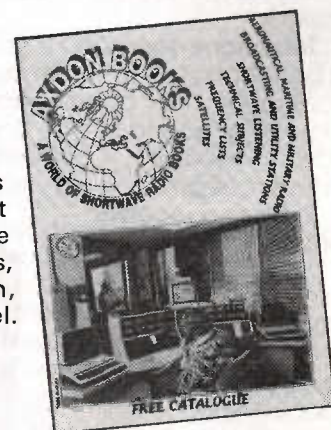 AXDON BOOKS
A WORLD OF SHORTWAVE RADIO BOOKS
AERONAUTICAL, MARITIME AND MILITARY RADIO
BROADCASTING AND UTILITY STATIONS
SHORTWAVE LISTENING
TECHNICAL SUBJECTS
FREQUENCY LISTS
SATELLITES
FREE CATALOGUE